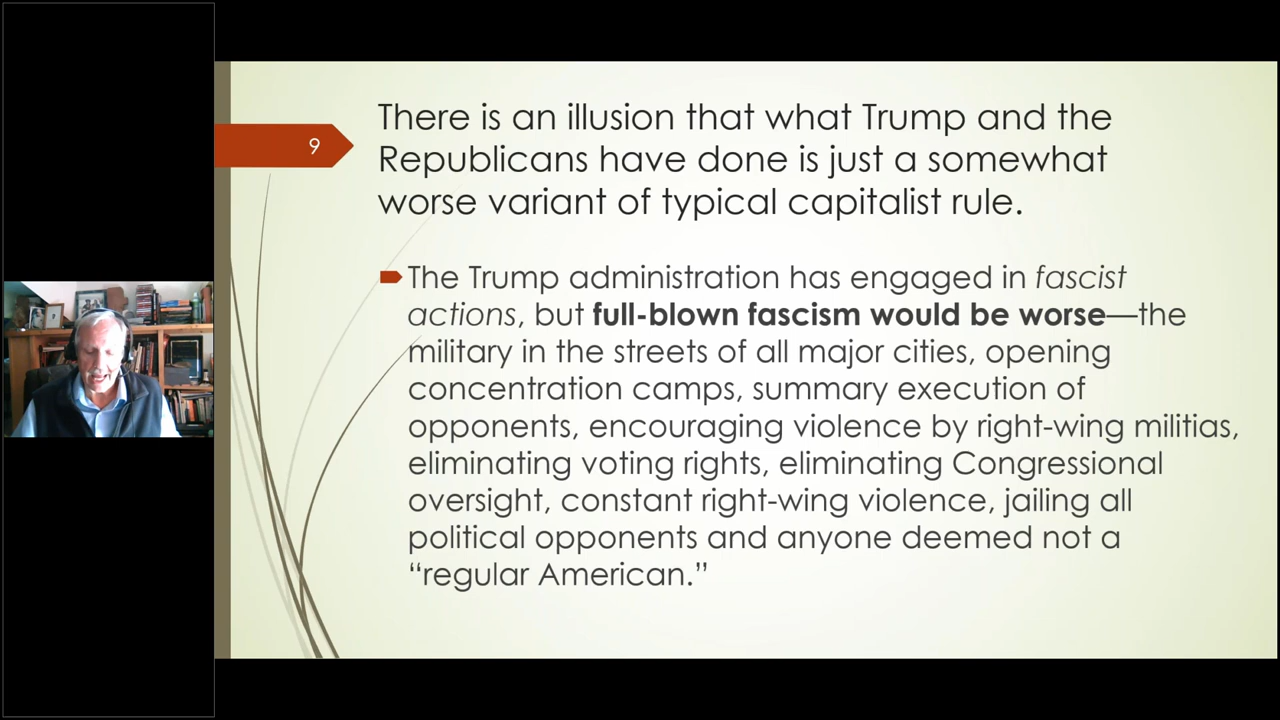 9
There is an illusion that what Trump and the
Republicans have done is just a somewhat
worse variant of typical capitalist rule.
The Trump administration has engaged in fascist
actions, but full-blown fascism would be worse—the
military in the streets of all major cities, opening
concentration camps, summary execution of
opponents, encouraging violence by right-wing militias,
eliminating voting rights, eliminating Congressional
oversight, constant right-wing violence, jailing all
political opponents and anyone deemed not a
“regular American.”